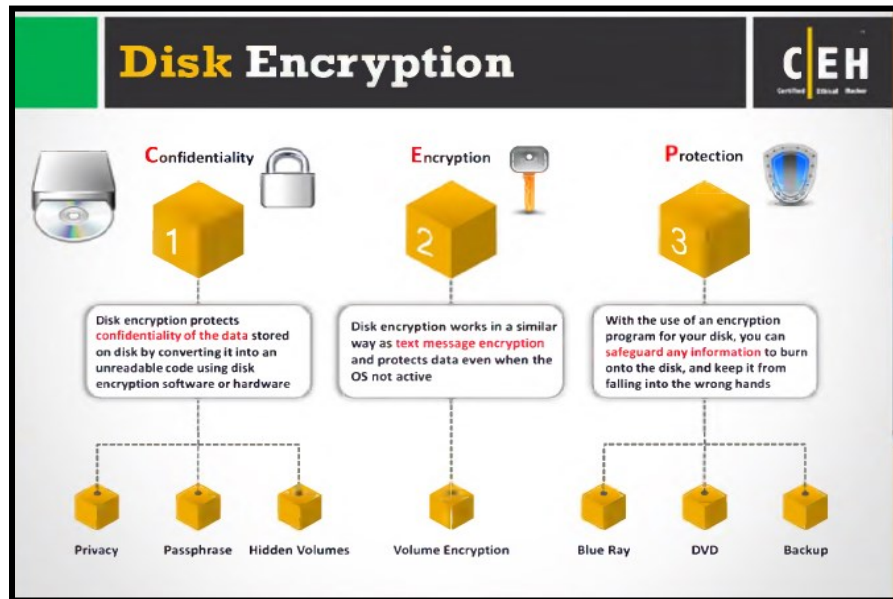 Disk Encryption
C|EH
Certified Ethical Hacker
Confidentiality
1
Disk encryption protects
confidentiality of the data stored
on disk by converting it into an
unreadable code using disk
encryption software or hardware
Privacy
Passphrase
Hidden Volumes
Encryption
2
Disk encryption works in a similar
way as text message encryption
and protects data even when the
OS not active
Volume Encryption
Protection
3
With the use of an encryption
program for your disk, you can
safeguard any information to burn
onto the disk, and keep it from
falling into the wrong hands
Blue Ray
DVD
Backup